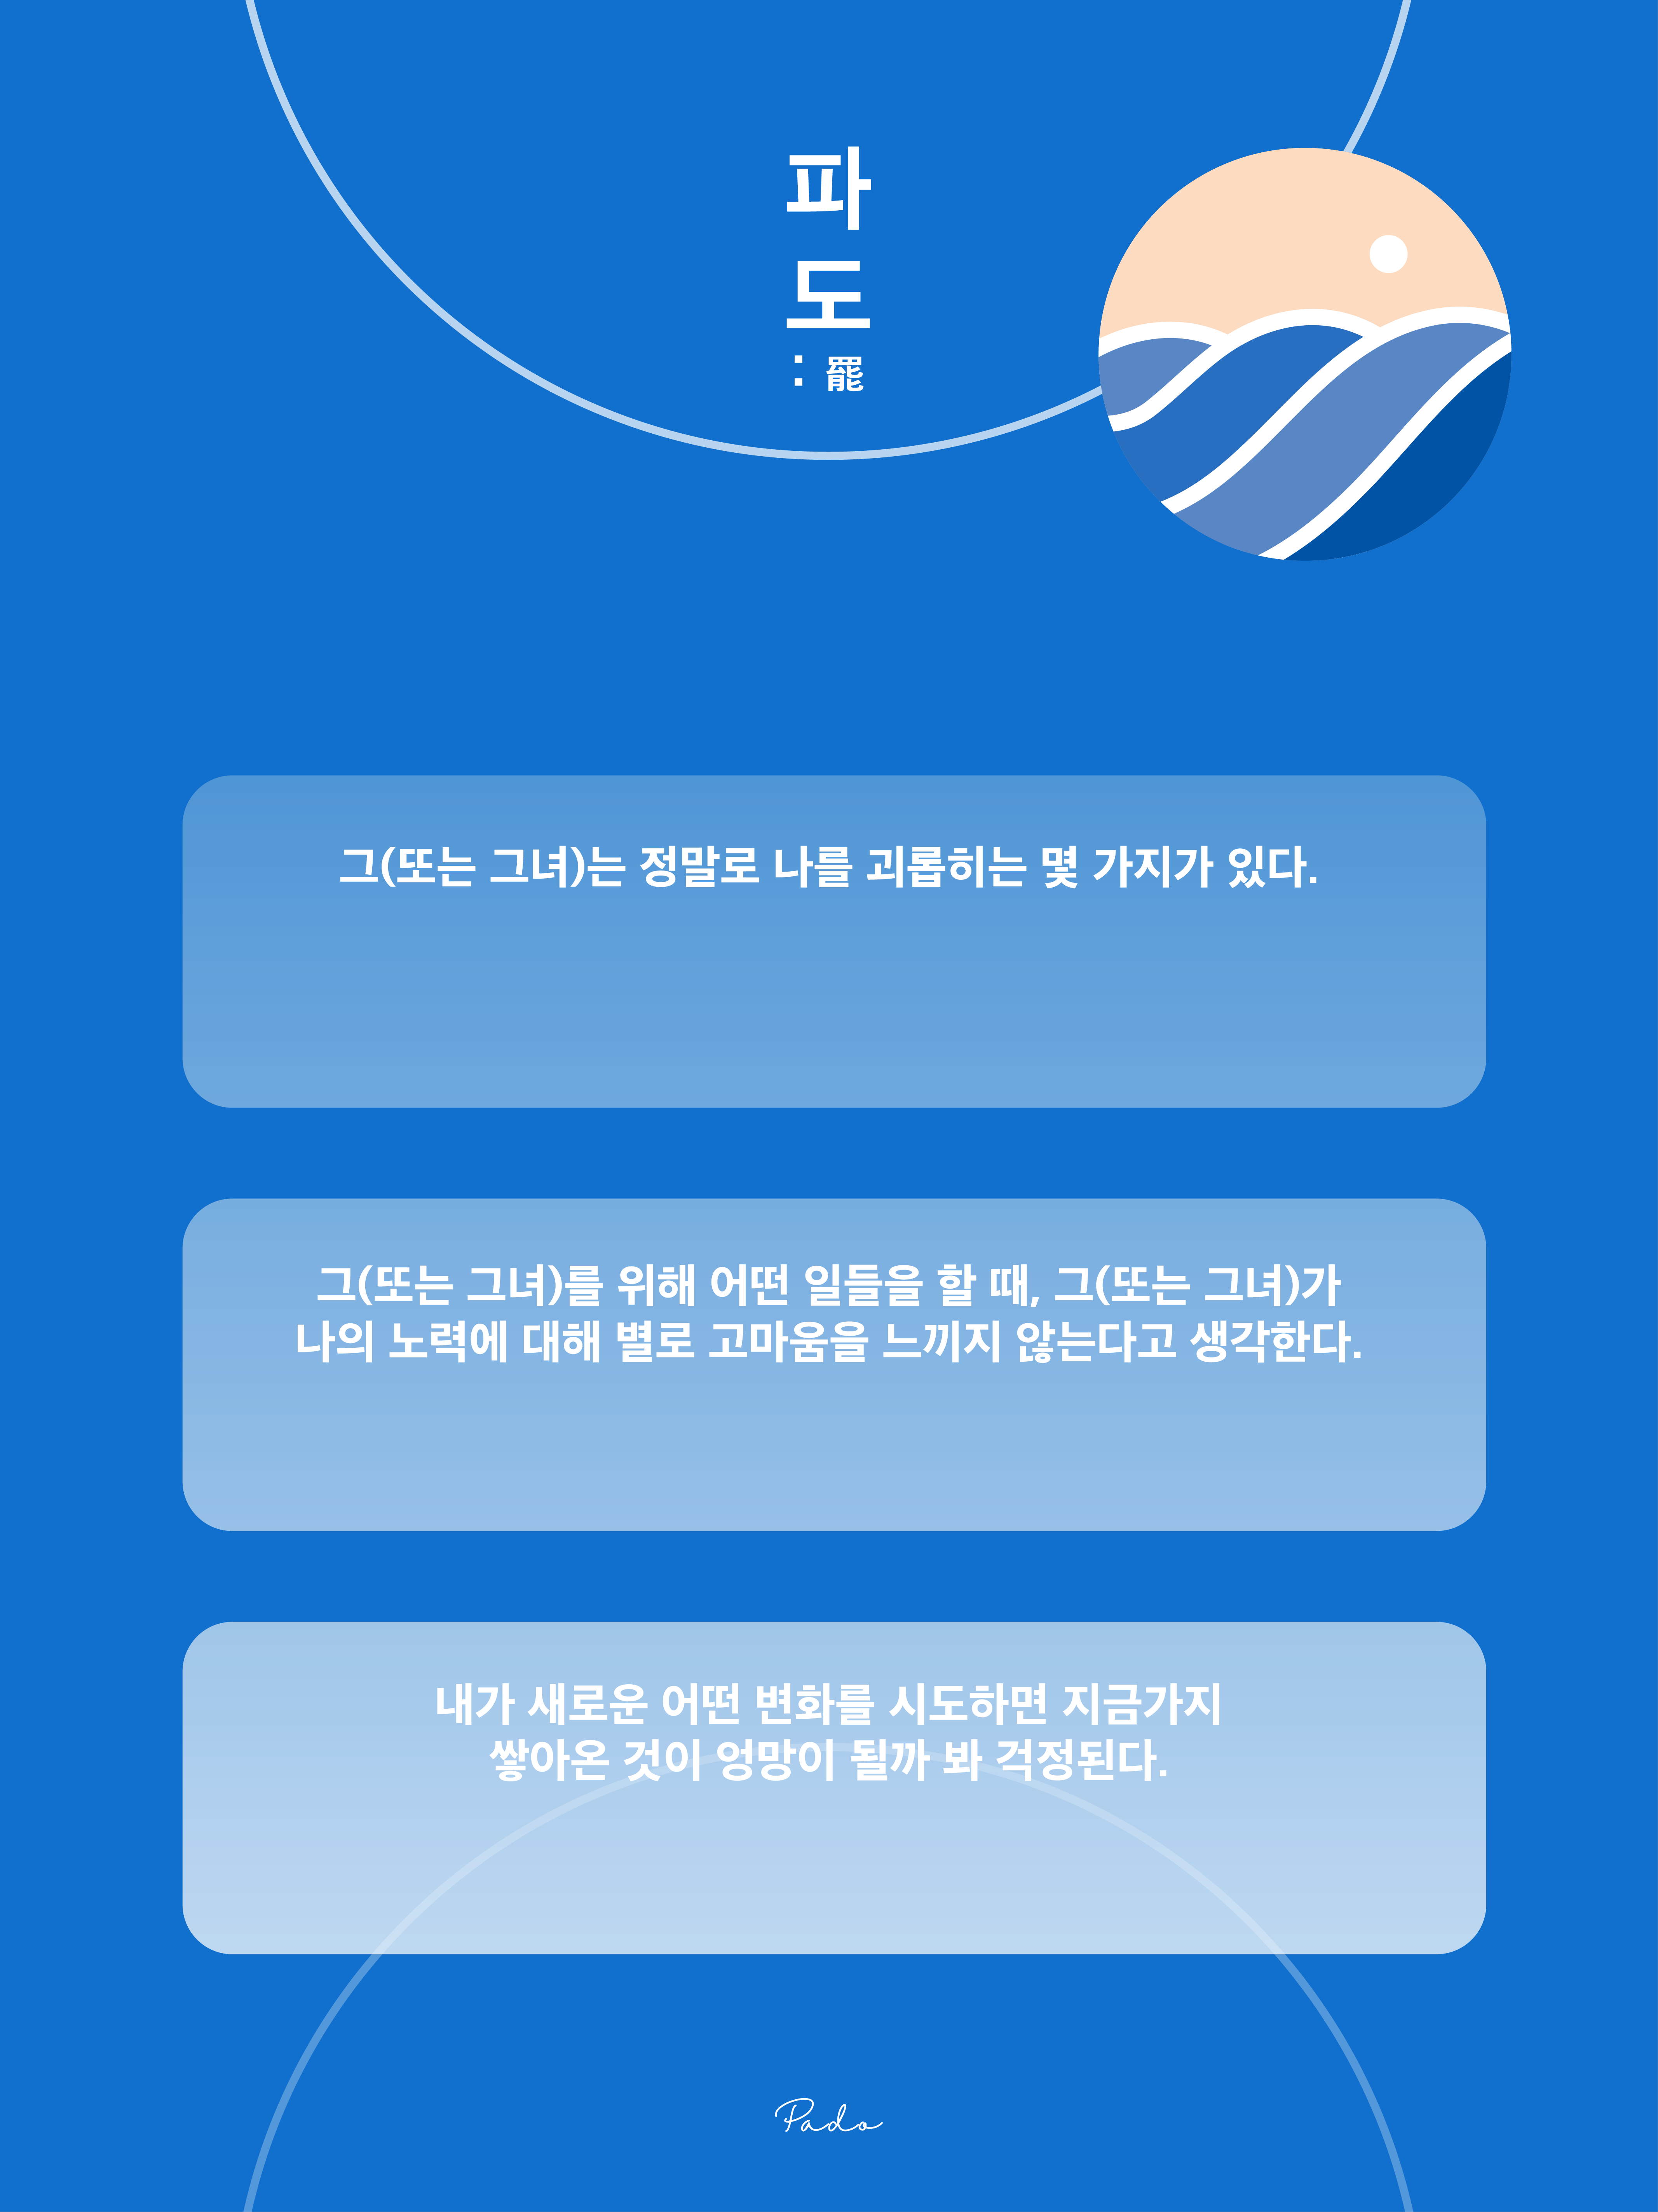 파
도
: 罷
그(또는 그녀)는 정말로 나를 괴롭히는 몇 가지가 있다.
그(또는 그녀)를 위해 어떤 일들을 할 때, 그(또는 그녀)가
나의 노력에 대해 별로 고마움을 느끼지 않는다고 생각한다.
내가 새로운 어떤 변화를 시도하면 지금까지
쌓아온 것이 엉망이 될까 봐 걱정된다.
Pado